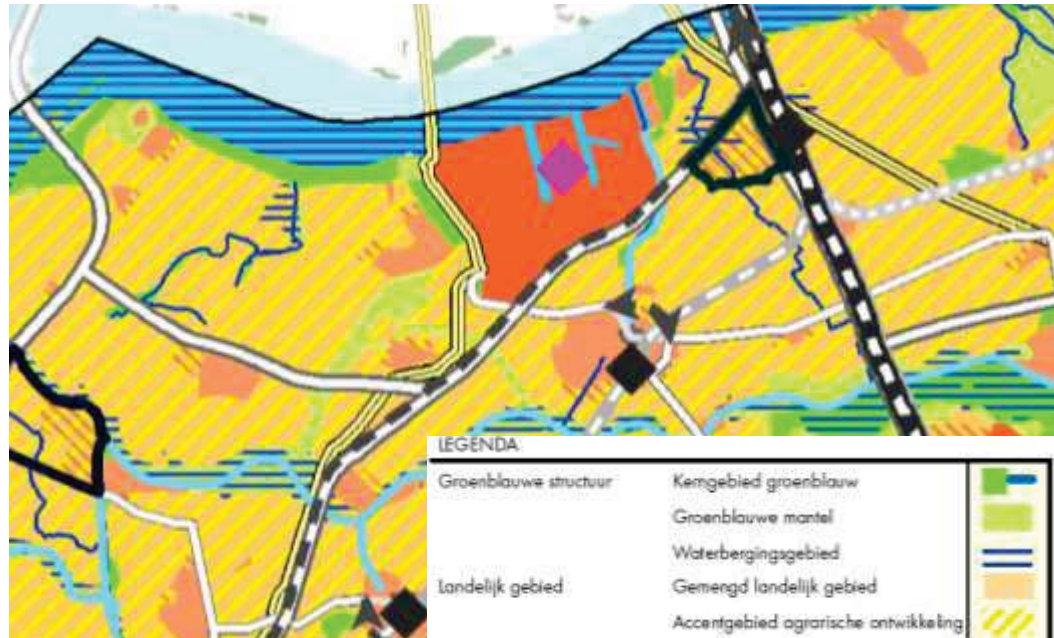 LEGENDA
Groenblauwe structuur Kerngebied groenblauw
Groenblauwe mantel
Waterbergingsgebied
Landelijk gebied Gemengd landelijk gebied
Accentgebied agrarische ontwikkeling